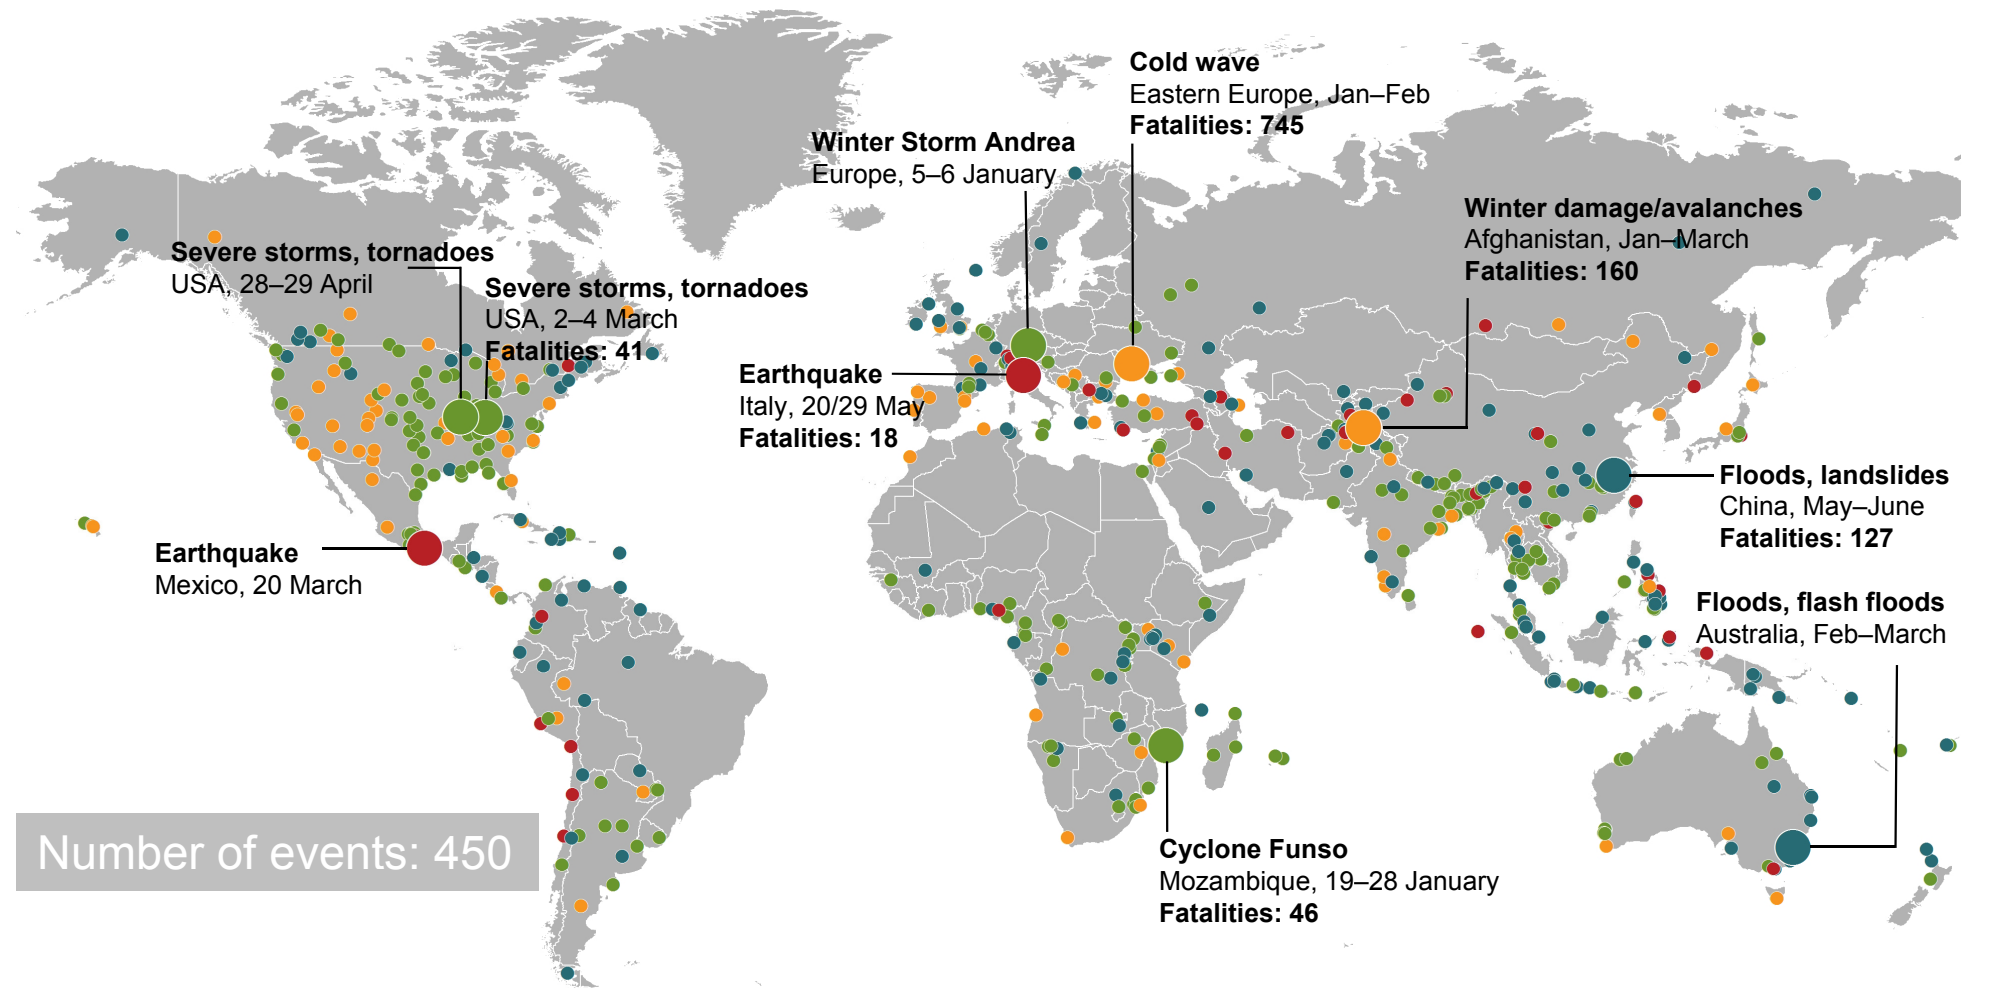 Cold wave
Eastern Europe, Jan–Feb
Fatalities: 745
Winter Storm Andrea
Europe, 5–6 January
Winter damage/avalanches
Afghanistan, Jan–March
Fatalities: 160
Severe storms, tornadoes
USA, 28–29 April
Severe storms, tornadoes
USA, 2–4 March
Fatalities: 41
Earthquake
Italy, 20/29 May
Fatalities: 18
Floods, landslides
China, May–June
Fatalities: 127
Earthquake
Mexico, 20 March
Floods, flash floods
Australia, Feb–March
Number of events: 450
Cyclone Funso
Mozambique, 19–28 January
Fatalities: 46